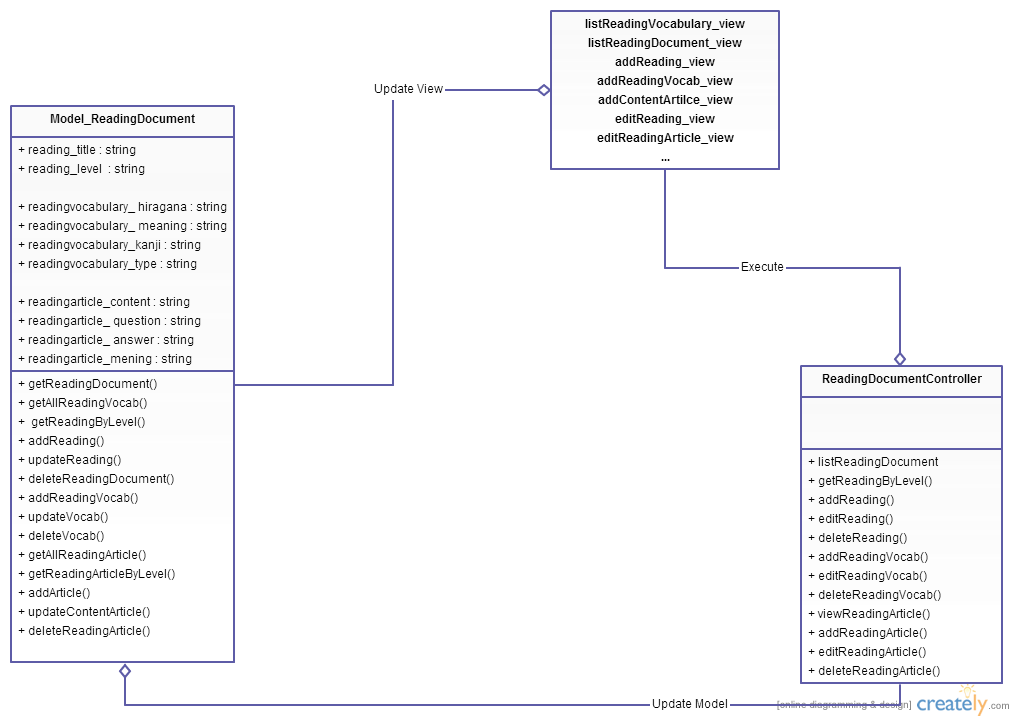 listReadingVocabulary_view
listReadingDocument_view
addReading_view
addReadingVocab_view
addContentArtilce_view
editReading_view
editReadingArticle_view
...
Update View
Model_ReadingDocument
+ reading_title : string
+ reading_level : string
+ readingvocabulary_ hiragana : string
+ readingvocabulary_ meaning : string
+ readingvocabulary_kanji : string
+ readingvocabulary_type : string
+ readingarticle_content : string
+ readingarticle_ question : string
+ readingarticle_ answer : string
+ readingarticle_mening : string
+ getReadingDocument()
+ getAllReadingVocab()
+ getReadingByLevel()
+ addReading()
+ updateReading()
+ deleteReadingDocument()
+ addReadingVocab()
+ updateVocab()
+ deleteVocab()
+ getAllReadingArticle()
+ getReadingArticleByLevel()
+ addArticle()
+ updateContentArticle()
+ deleteReadingArticle()
Execute
ReadingDocumentController
+ listReadingDocument
+ getReadingByLevel()
+ addReading()
+ editReading()
+ deleteReading()
+ addReadingVocab()
+ editReadingVocab()
+ deleteReadingVocab()
+ viewReadingArticle()
+ addReadingArticle()
+ editReadingArticle()
+ deleteReadingArticle()
Update Model
[online diagramming & design] creately.com